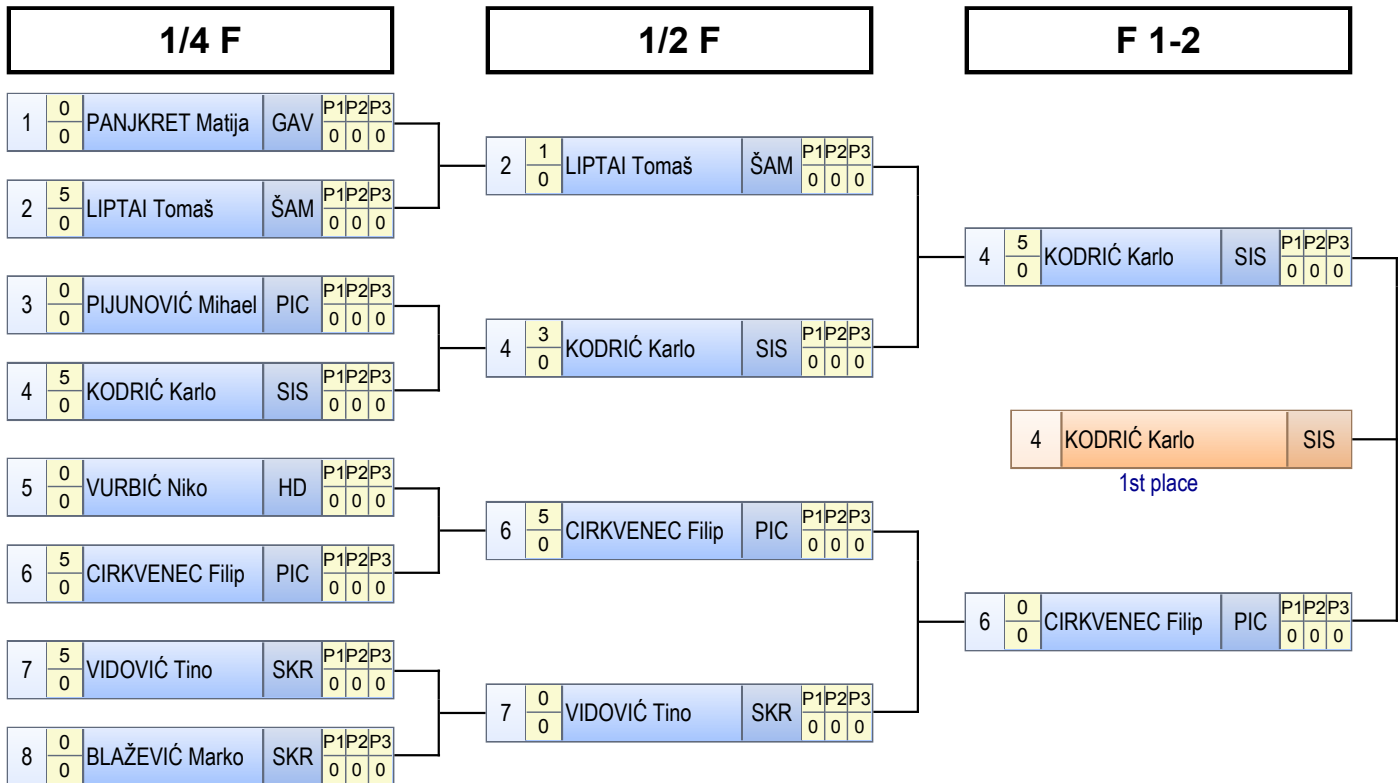 1/4 F 1/2 F F 1-2
1 0 0 PANJKRET Matija GAV P1 P2 P3 0 0 0
2 5 0 LIPTAI Tomaš ŠAM P1 P2 P3 0 0 0
3 0 0 PIJUNOVIĆ Mihael PIC P1 P2 P3 0 0 0
4 5 0 KODRIĆ Karlo SIS P1 P2 P3 0 0 0
5 0 0 VURBIĆ Niko HD P1 P2 P3 0 0 0
6 5 0 CIRKVENEC Filip PIC P1 P2 P3 0 0 0
7 5 0 VIDOVIĆ Tino SKR P1 P2 P3 0 0 0
8 0 0 BLAŽEVIĆ Marko SKR P1 P2 P3 0 0 0
2 1 0 LIPTAI Tomaš ŠAM P1 P2 P3 0 0 0
4 3 0 KODRIĆ Karlo SIS P1 P2 P3 0 0 0
6 5 0 CIRKVENEC Filip PIC P1 P2 P3 0 0 0
7 0 0 VIDOVIĆ Tino SKR P1 P2 P3 0 0 0
4 5 0 KODRIĆ Karlo SIS P1 P2 P3 0 0 0
4 KODRIĆ Karlo SIS
1st place
6 0 0 CIRKVENEC Filip PIC P1 P2 P3 0 0 0